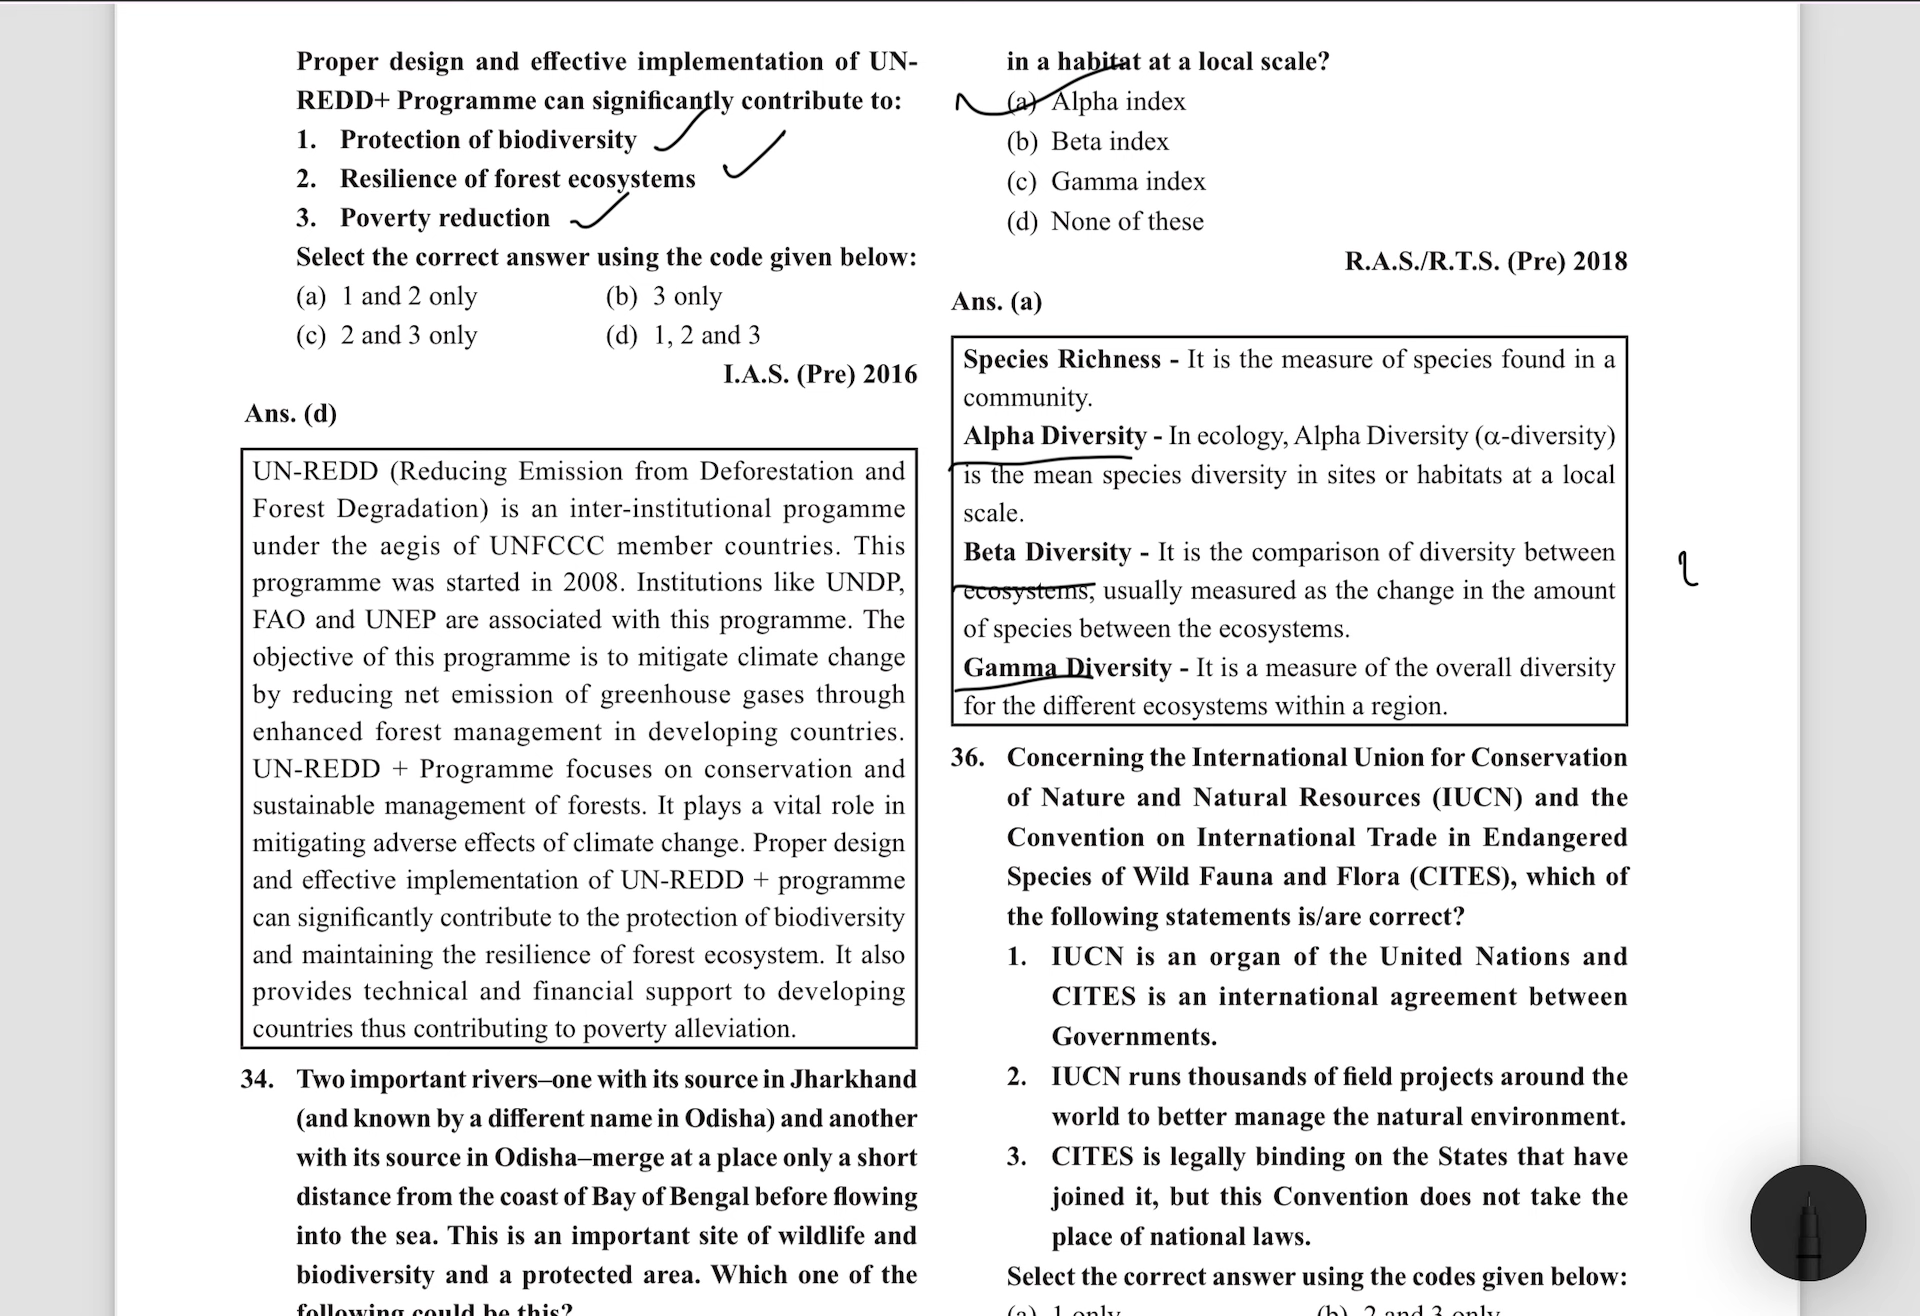 Proper design and effective implementation of UN-
REDD+ Programme can significantly contribute to:
1. Protection of biodiversity
2. Resilience of forest ecosystems
3. Poverty reduction
Select the correct answer using the code given below:
(a) 1 and 2 only (b) 3 only
(c) 2 and 3 only (d) 1, 2 and 3
I.A.S. (Pre) 2016
Ans. (d)
UN-REDD (Reducing Emission from Deforestation and
Forest Degradation) is an inter-institutional progamme
under the aegis of UNFCCC member countries. This
programme was started in 2008. Institutions like UNDP,
FAO and UNEP are associated with this programme. The
objective of this programme is to mitigate climate change
by reducing net emission of greenhouse gases through
enhanced forest management in developing countries.
UN-REDD + Programme focuses on conservation and
sustainable management of forests. It plays a vital role in
mitigating adverse effects of climate change. Proper design
and effective implementation of UN-REDD + programme
can significantly contribute to the protection of biodiversity
and maintaining the resilience of forest ecosystem. It also
provides technical and financial support to developing
countries thus contributing to poverty alleviation.
34. Two important rivers–one with its source in Jharkhand
(and known by a different name in Odisha) and another
with its source in Odisha–merge at a place only a short
distance from the coast of Bay of Bengal before flowing
into the sea. This is an important site of wildlife and
biodiversity and a protected area. Which one of the
following could be this?
in a habitat at a local scale?
(a) Alpha index
(b) Beta index
(c) Gamma index
(d) None of these
R.A.S./R.T.S. (Pre) 2018
Ans. (a)
Species Richness - It is the measure of species found in a
community.
Alpha Diversity - In ecology, Alpha Diversity (α-diversity)
is the mean species diversity in sites or habitats at a local
scale.
Beta Diversity - It is the comparison of diversity between
ecosystems, usually measured as the change in the amount
of species between the ecosystems.
Gamma Diversity - It is a measure of the overall diversity
for the different ecosystems within a region.
36. Concerning the International Union for Conservation
of Nature and Natural Resources (IUCN) and the
Convention on International Trade in Endangered
Species of Wild Fauna and Flora (CITES), which of
the following statements is/are correct?
1. IUCN is an organ of the United Nations and
CITES is an international agreement between
Governments.
2. IUCN runs thousands of field projects around the
world to better manage the natural environment.
3. CITES is legally binding on the States that have
joined it, but this Convention does not take the
place of national laws.
Select the correct answer using the codes given below:
(a) 1 only (b) 2 and 3 only